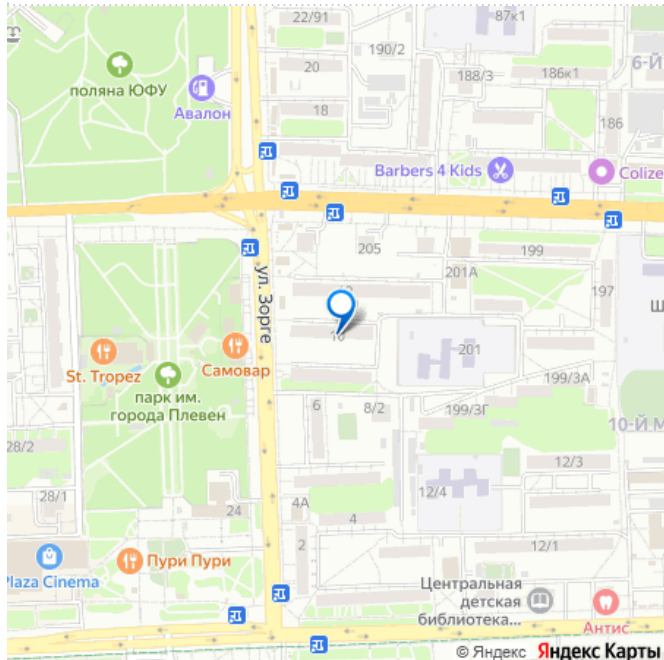 22/91
87к1
190/2
6-Й
поляна ЮФУ
20
188/3
186к1
Авалон
18
186
Barbers 4 Kids
Colize
205
199
201А
ул. Зорге
197
Ш
St. Tropez
Самовар
201
парк им.
города Плевен
199/3А
6
8/2
199/3Г
10-Й М
28/2
12/3
28/1
12/4
24
4А
4
2
12/1
Plaza Cinema
Пури Пури
Центральная
детская
библиотека...
Антис
© Яндекс Яндекс Карты